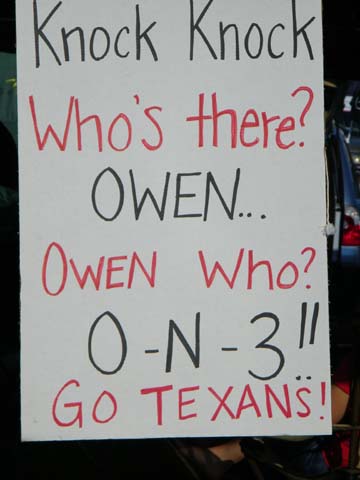 Knock Knock
Who's there?
OWEN...
OWEN Who?
O-N-3!!
GO TEXANS!